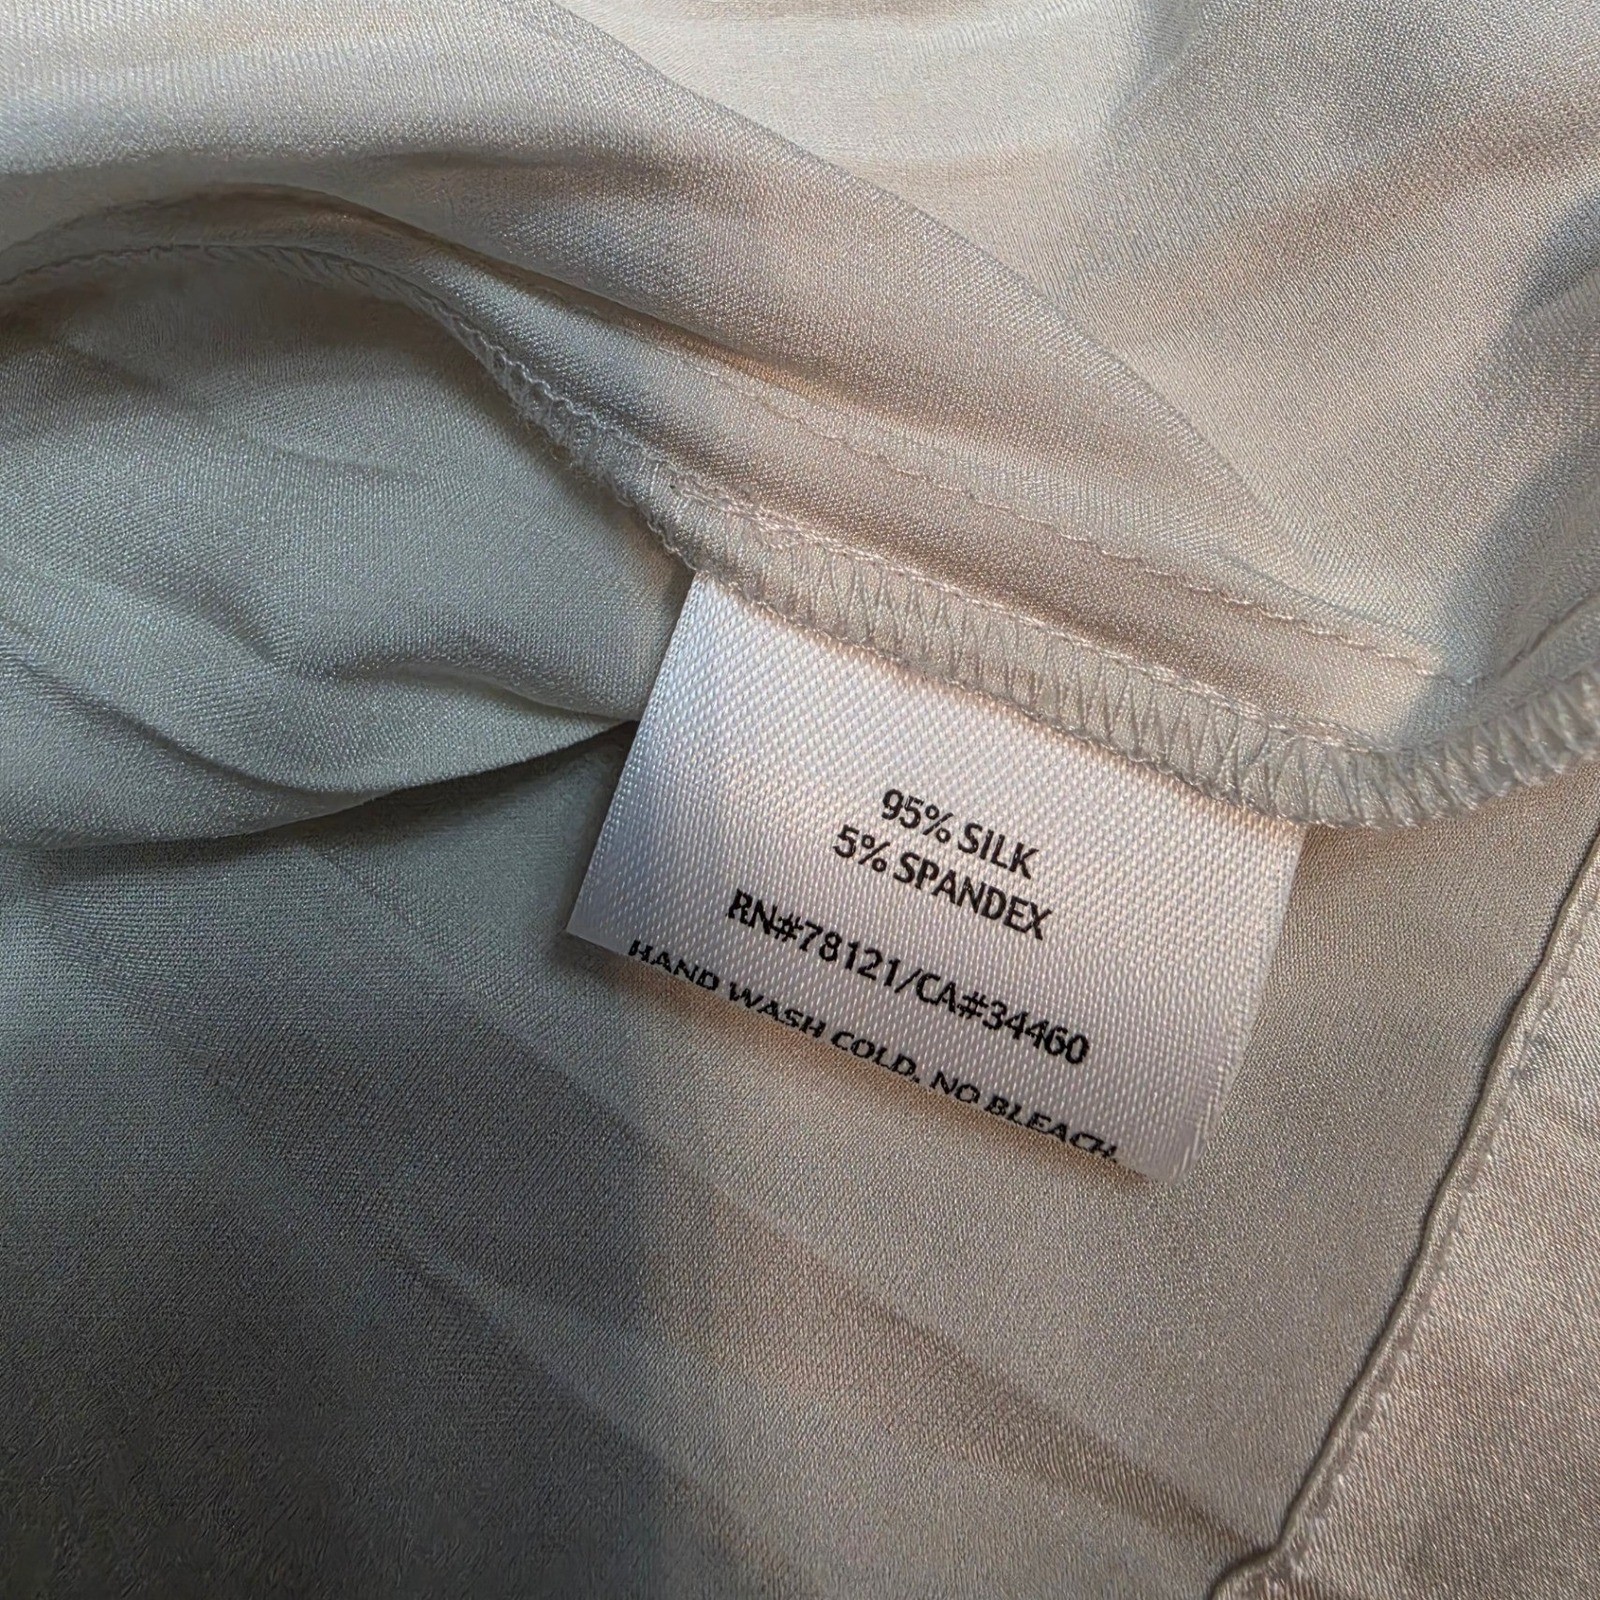 95% SILK
5% SPANDEX
RN#78121/CA#34460
HAND WASH COLD, NO BLEACH,